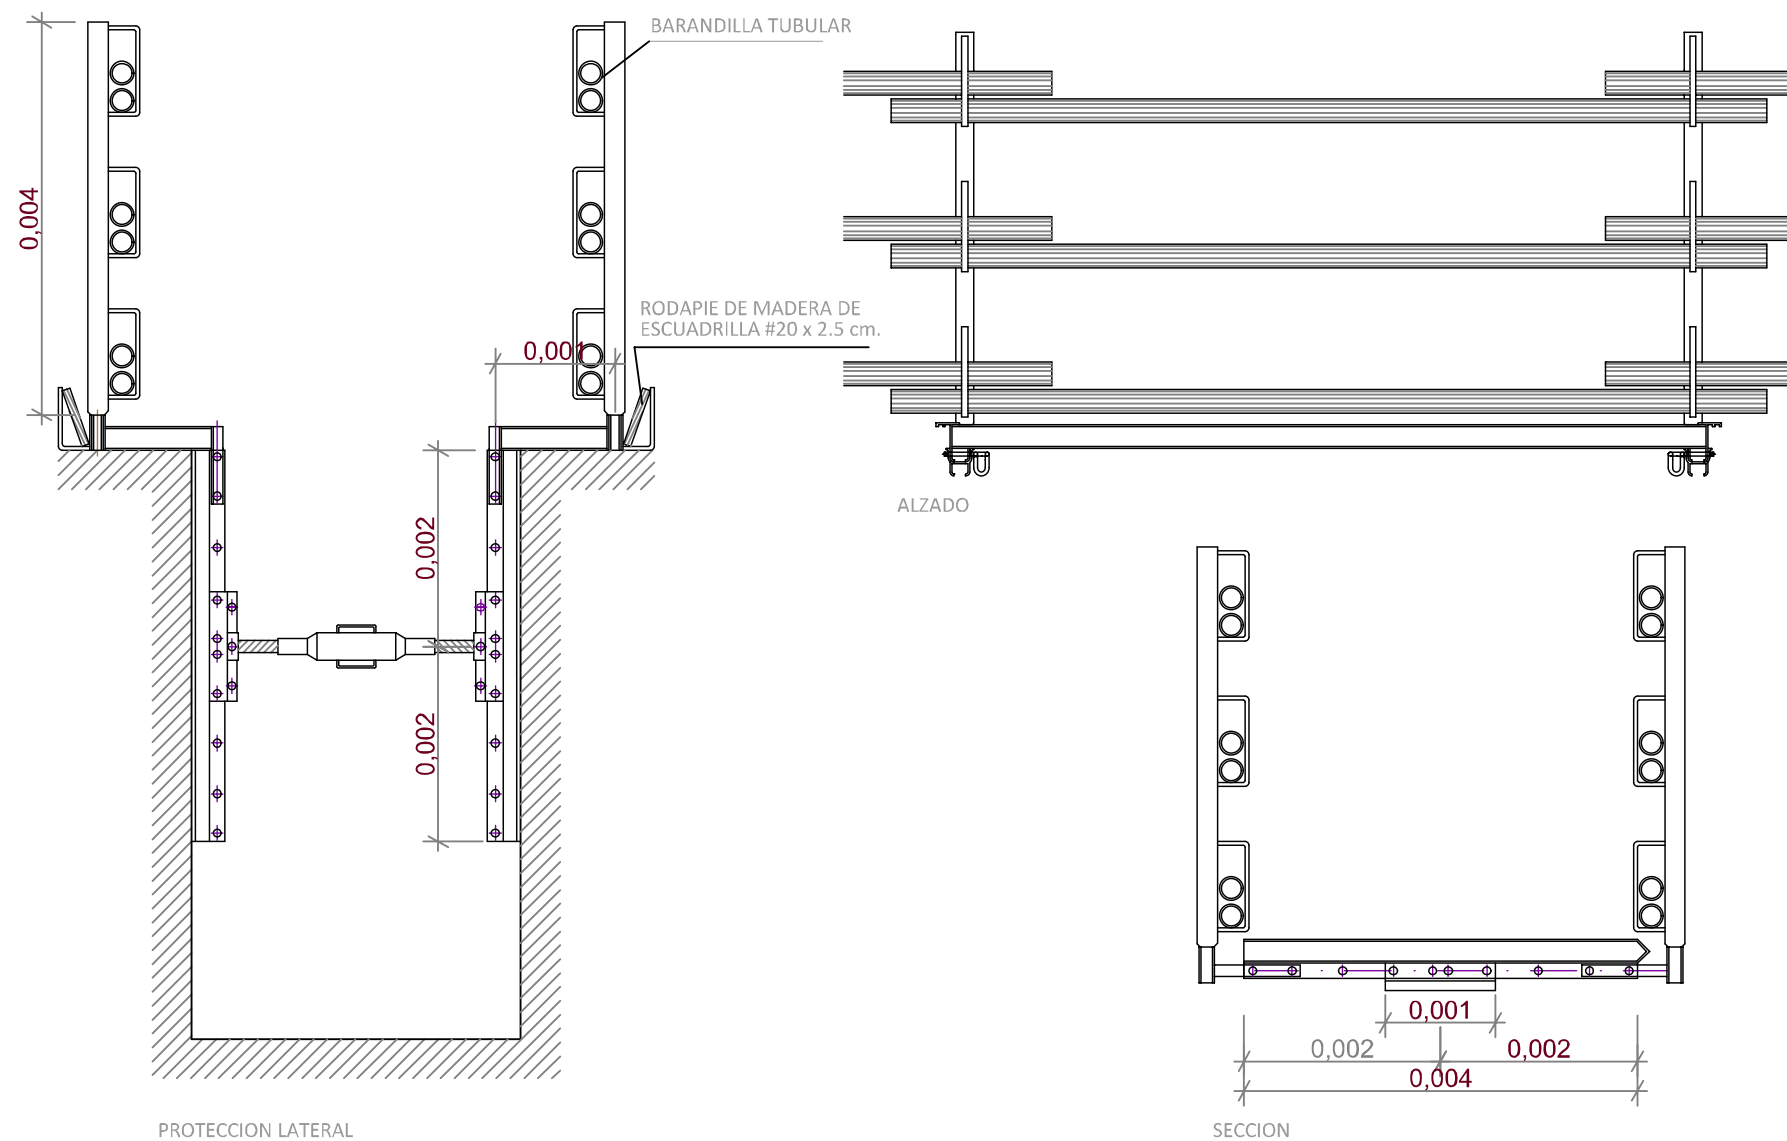 BARANDILLA TUBULAR
0,004
RODAPIE DE MADERA DE
ESCUADRILLA #20 x 2.5 cm.
0,001
0,002
0,002
ALZADO
0,001
0,002
0,002
0,004
PROTECCION LATERAL
SECCION